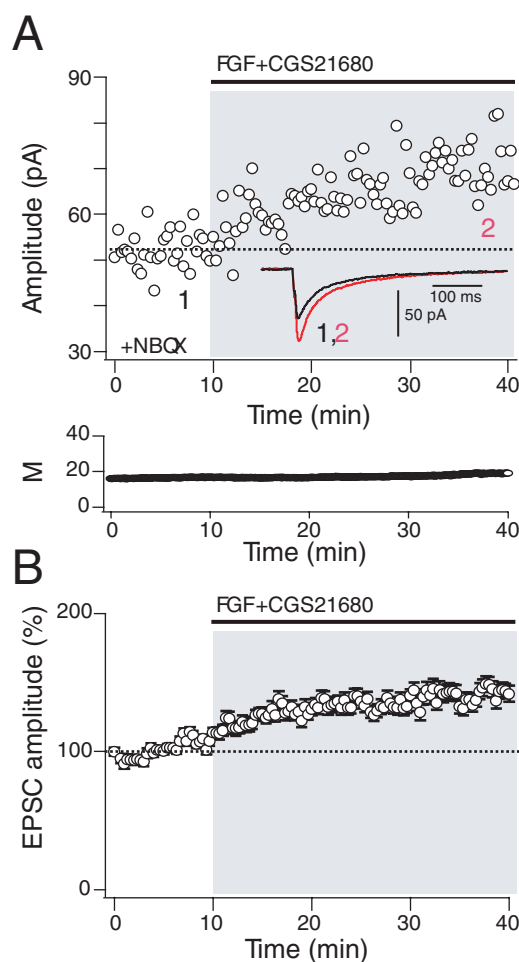 A
FGF+CGS21680
90
60
30
Amplitude (pA)
1
2
100 ms
50 pA
1,2
+NBQX
0 10 20 30 40
Time (min)
40
20
0
M
0 20 30 40
Time (min)
B
FGF+CGS21680
200
100
0
EPSC amplitude (%)
0 10 20 30 40
Time (min)